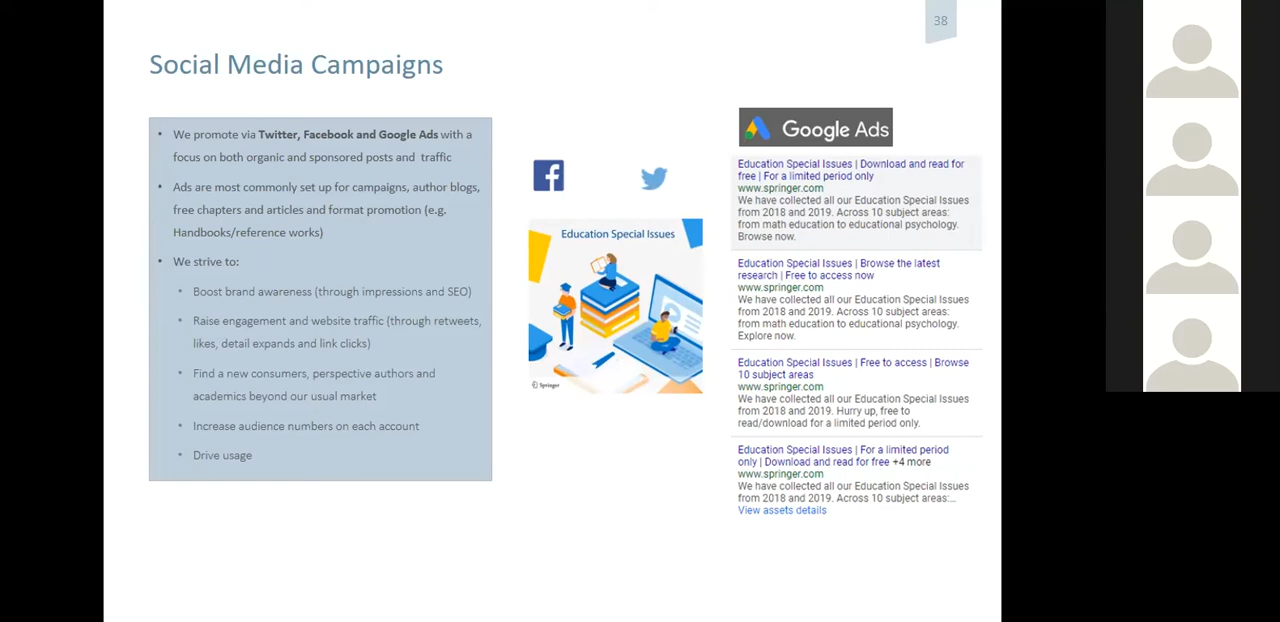 38
Social Media Campaigns
• We promote via Twitter, Facebook and Google Ads with a
focus on both organic and sponsored posts and traffic
• Ads are most commonly set up for campaigns, author blogs,
free chapters and articles and format promotion (e.g.
Handbooks/reference works)
• We strive to:
• Boost brand awareness (through impressions and SEO)
• Raise engagement and website traffic (through retweets,
likes, detail expands and link clicks)
• Find a new consumers, perspective authors and
academics beyond our usual market
• Increase audience numbers on each account
• Drive usage
Education Special Issues
Springer
Google Ads
Education Special Issues | Download and read for
free | For a limited period only
www.springer.com
We have collected all our Education Special Issues
from 2018 and 2019. Across 10 subject areas:
from math education to educational psychology.
Browse now.
Education Special Issues | Browse the latest
research | Free to access now
www.springer.com
We have collected all our Education Special Issues
from 2018 and 2019. Across 10 subject areas:
from math education to educational psychology.
Explore now.
Education Special Issues | Free to access | Browse
10 subject areas
www.springer.com
We have collected all our Education Special Issues
from 2018 and 2019. Hurry up, free to
read/download for a limited period only.
Education Special Issues | For a limited period
only | Download and read for free +4 more
www.springer.com
We have collected all our Education Special Issues
from 2018 and 2019. Across 10 subject areas:...
View assets details